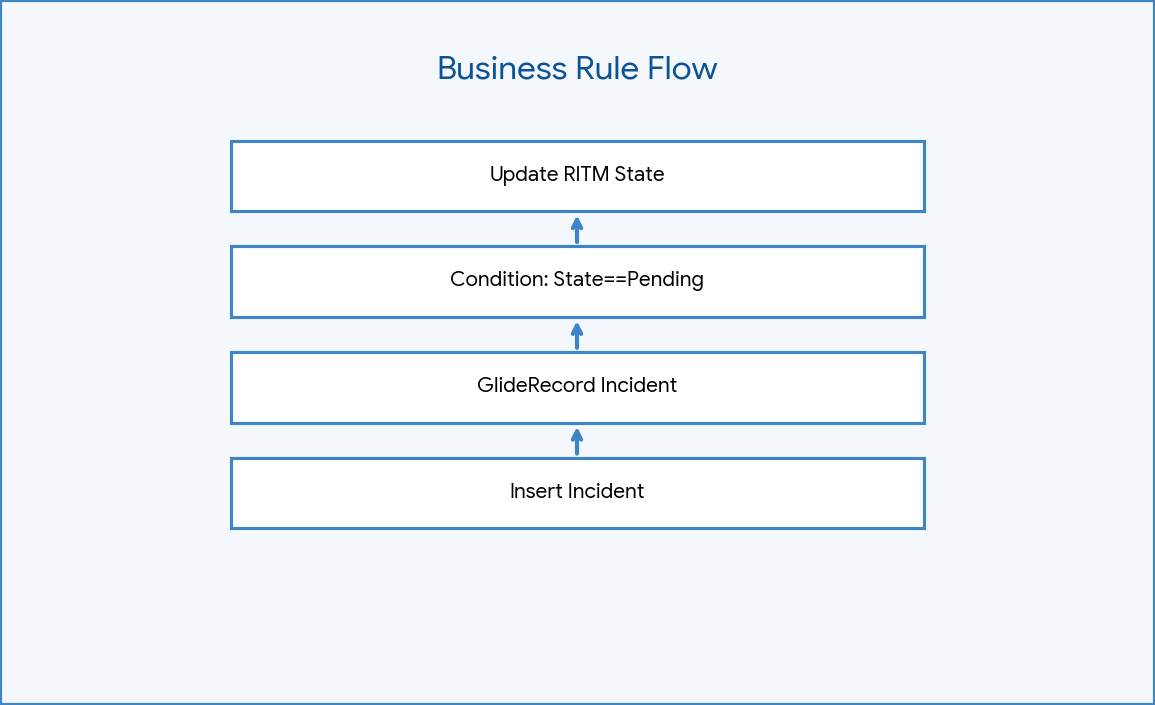 Business Rule Flow
Update RITM State
Condition: State==Pending
GlideRecord Incident
Insert Incident